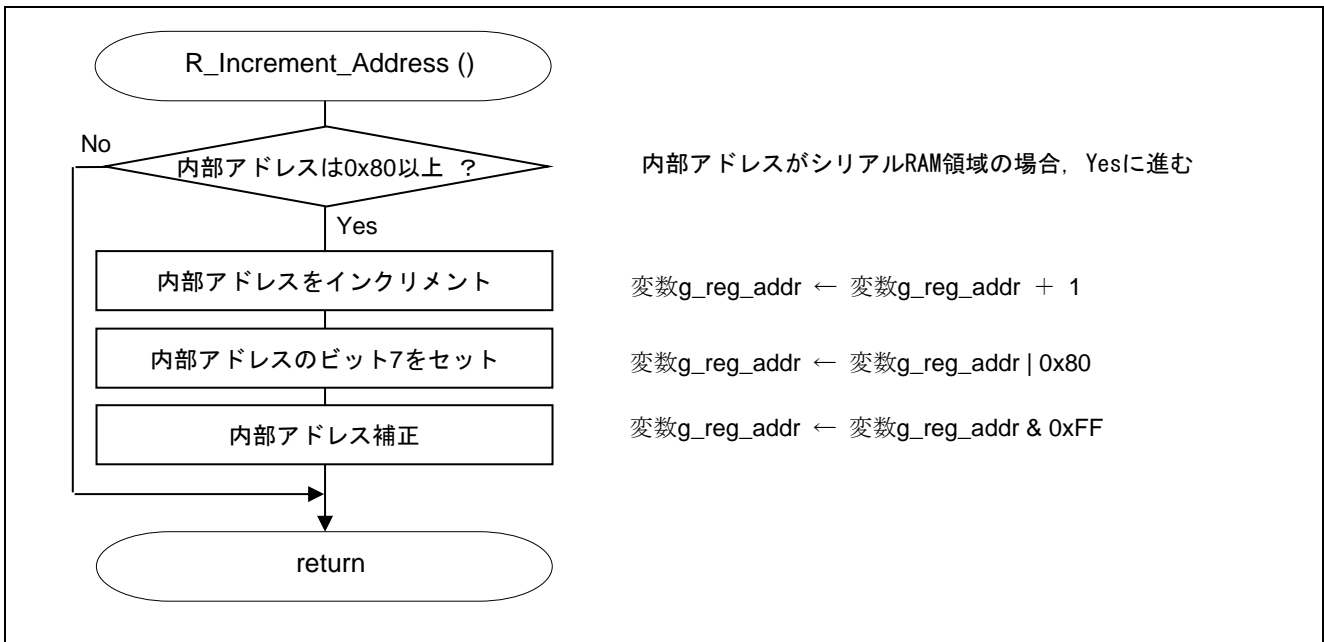 R_Increment_Address ()
No
内部アドレスは0x80以上 ?
内部アドレスがシリアルRAM領域の場合, Yesに進む
Yes
内部アドレスをインクリメント
変数g_reg_addr ← 変数g_reg_addr + 1
内部アドレスのビット7をセット
変数g_reg_addr ← 変数g_reg_addr | 0x80
内部アドレス補正
変数g_reg_addr ← 変数g_reg_addr & 0xFF
return